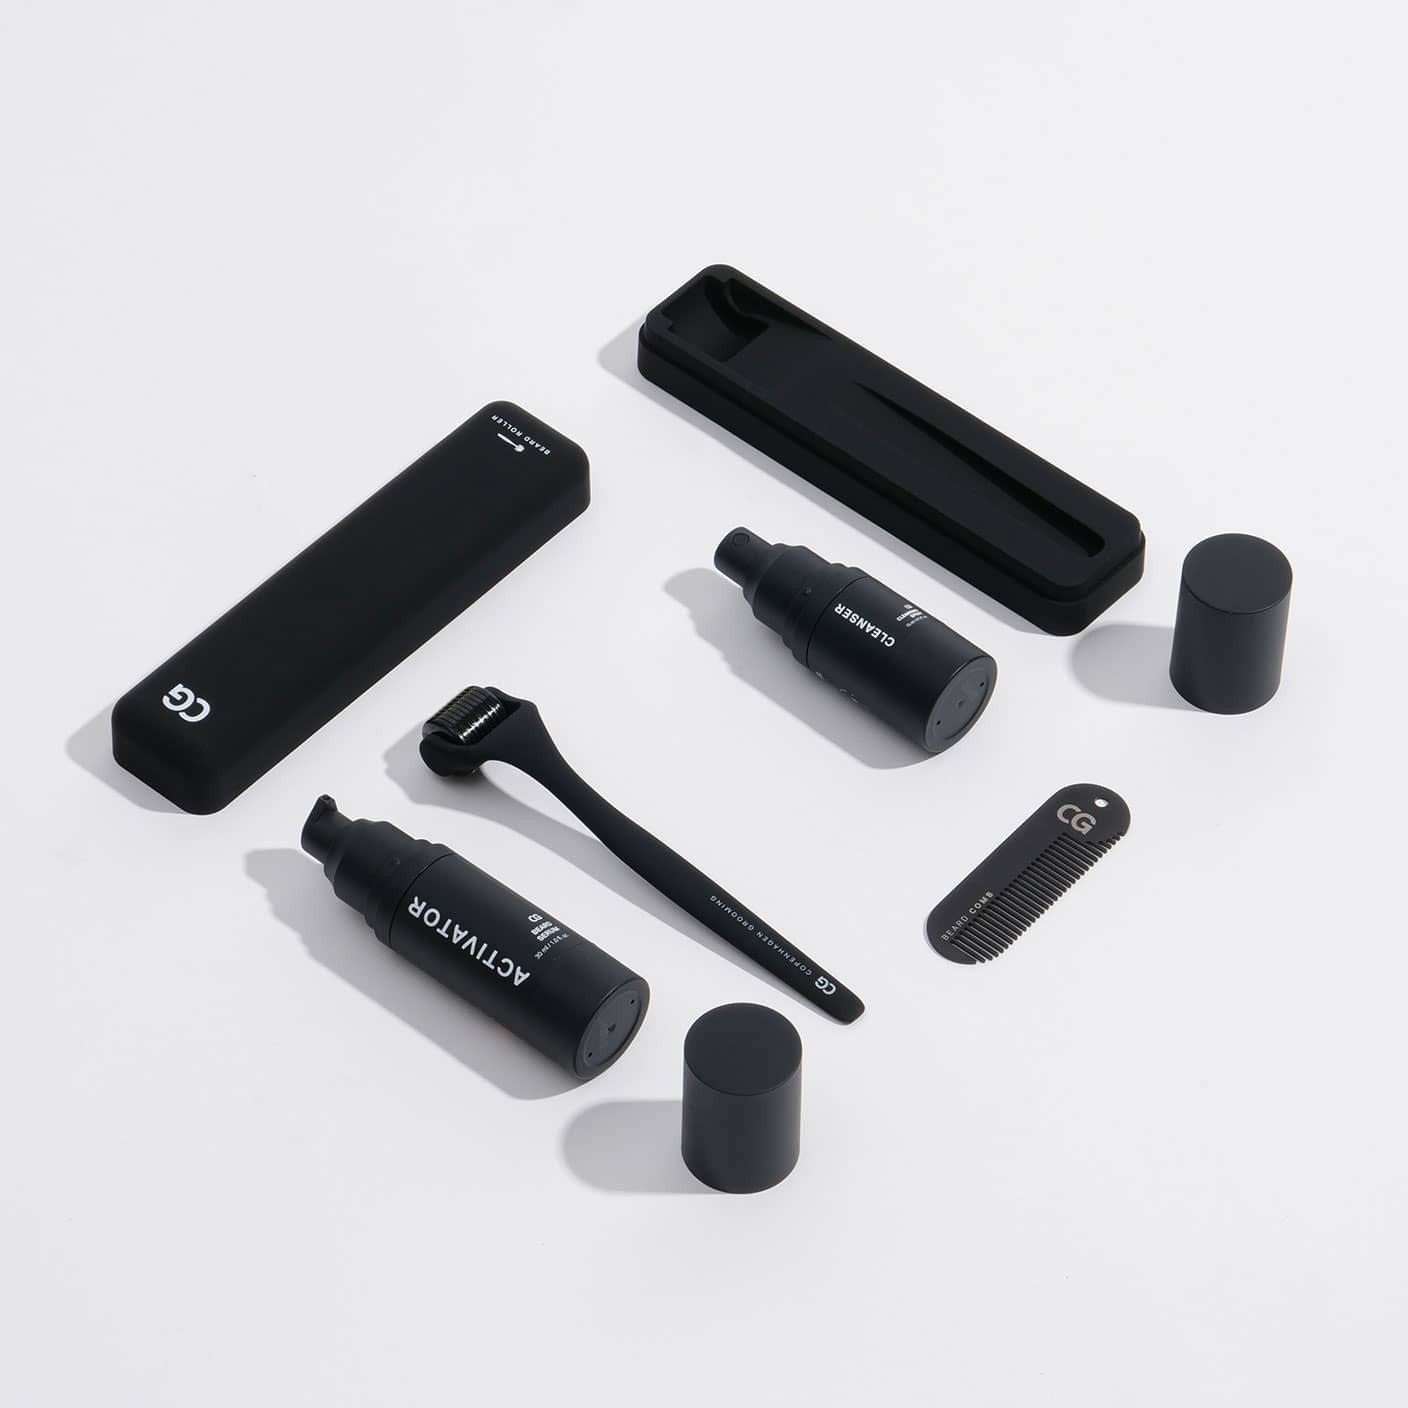 BEARD ROLLER
CG
CLEANSER
ACTIVATOR
CG
BEARD
SERUM
30 ml / 1.0 fl. oz.
CG COPENHAGEN GROOMING
CG
BEARD COMB